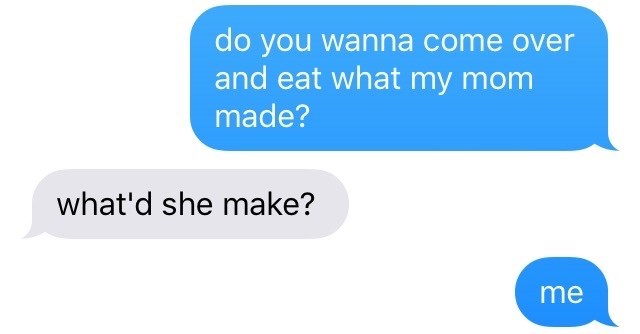 do you wanna come over
and eat what my mom
made?
what'd she make?
me